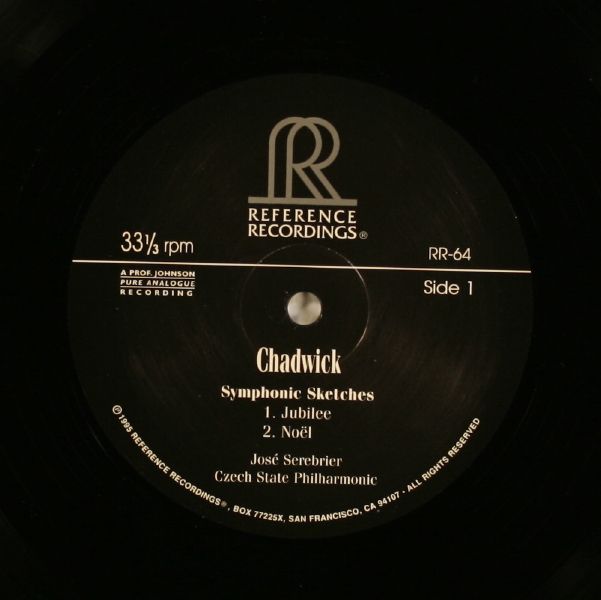 RR
REFERENCE
RECORDINGS®
33⅓ rpm
RR-64
A PROF. JOHNSON
PURE ANALOGUE
RECORDING
Side 1
Chadwick
Symphonic Sketches
1. Jubilee
2. Noël
José Serebrier
Czech State Philharmonic
℗1995 REFERENCE RECORDINGS®, BOX 77225X, SAN FRANCISCO, CA 94107 - ALL RIGHTS RESERVED